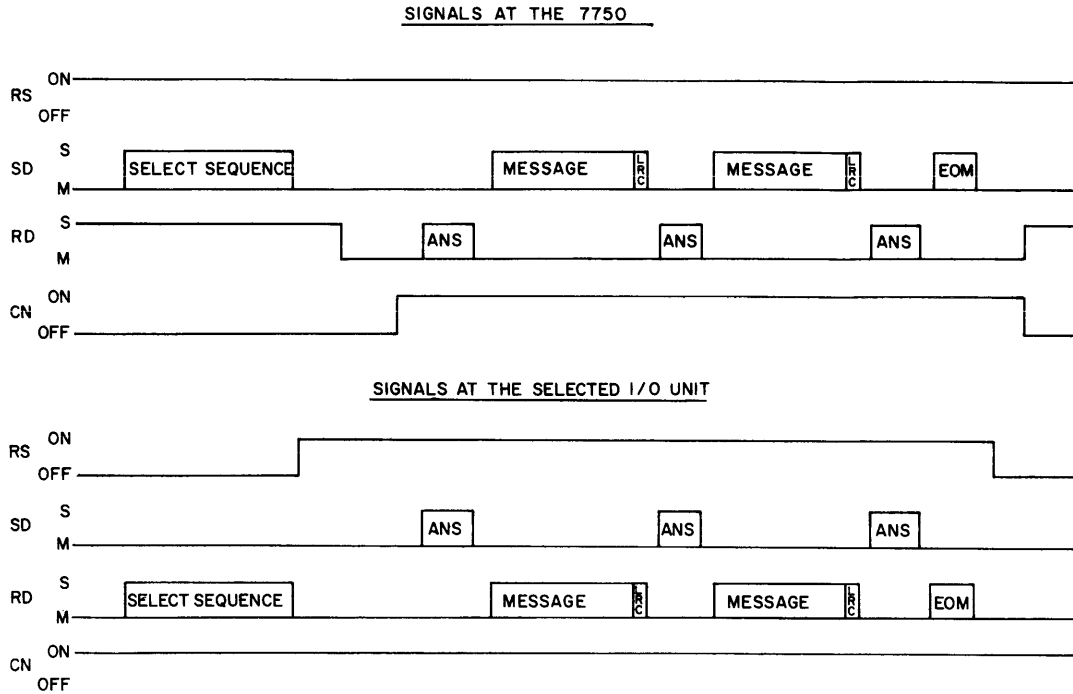 SIGNALS AT THE 7750
RS ON
OFF
SD S
M
SELECT SEQUENCE MESSAGE LRC MESSAGE LRC EOM
RD S
M
ANS ANS ANS
CN ON
OFF
SIGNALS AT THE SELECTED I/O UNIT
RS ON
OFF
SD S
M
ANS ANS ANS
RD S
M
SELECT SEQUENCE MESSAGE LRC MESSAGE LRC EOM
CN ON
OFF